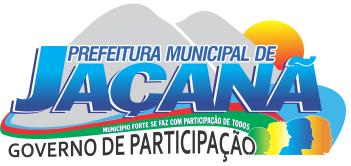 PREFEITURA MUNICIPAL DE
JAÇANÃ
MUNICÍPIO FORTE SE FAZ COM PARTICIPAÇÃO DE TODOS
GOVERNO DE PARTICIPAÇÃO